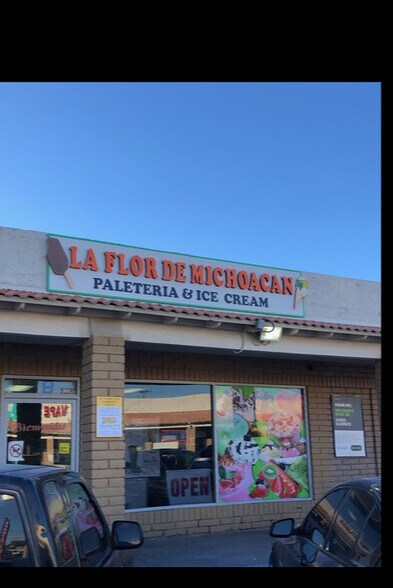 LA FLOR DE MICHOACAN
PALETERIA & ICE CREAM
B
VAPE
Bienvenidos
OPEN